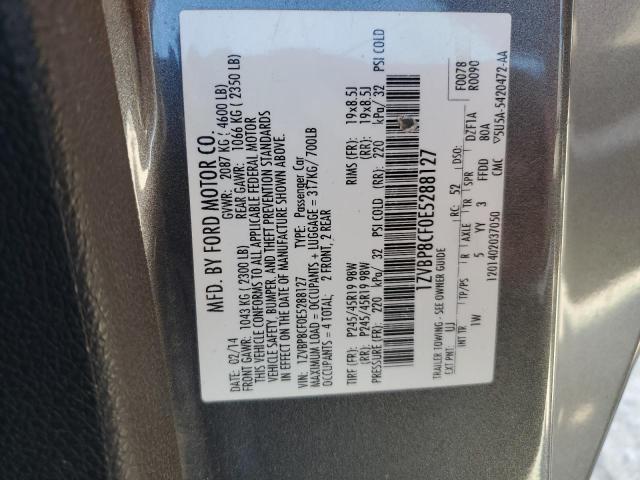 MFD. BY FORD MOTOR CO.
DATE: 02/14 GVWR: 2087 KG ( 4600 LB)
FRONT GAWR: 1043 KG ( 2300 LB) REAR GAWR: 1066 KG ( 2350 LB)
THIS VEHICLE CONFORMS TO ALL APPLICABLE FEDERAL MOTOR
VEHICLE SAFETY, BUMPER, AND THEFT PREVENTION STANDARDS
IN EFFECT ON THE DATE OF MANUFACTURE SHOWN ABOVE.
VIN: 1ZVBP8CF0E5288127 TYPE: Passenger Car
MAXIMUM LOAD = OCCUPANTS + LUGGAGE = 317KG/ 700LB
OCCUPANTS = 4 TOTAL; 2 FRONT, 2 REAR
TIRE (FR): P245/45R19 98W RIMS (FR): 19x8.5J
(RR): P245/45R19 98W (RR): 19x8.5J
PRESSURE (FR): 220 kPa/ 32 PSI COLD (RR): 220 kPa/ 32 PSI COLD
1ZVBP8CF0E5288127
TRAILER TOWING - SEE OWNER GUIDE
EXT PNT: UJ RC: 52 DSO: F0078
R0090
INT TR TP/PS R AXLE TR SPR DZF1A
1W 5 YY 3 FFDD 80A
1201402037050 CMC 5U5A-5420472-AA